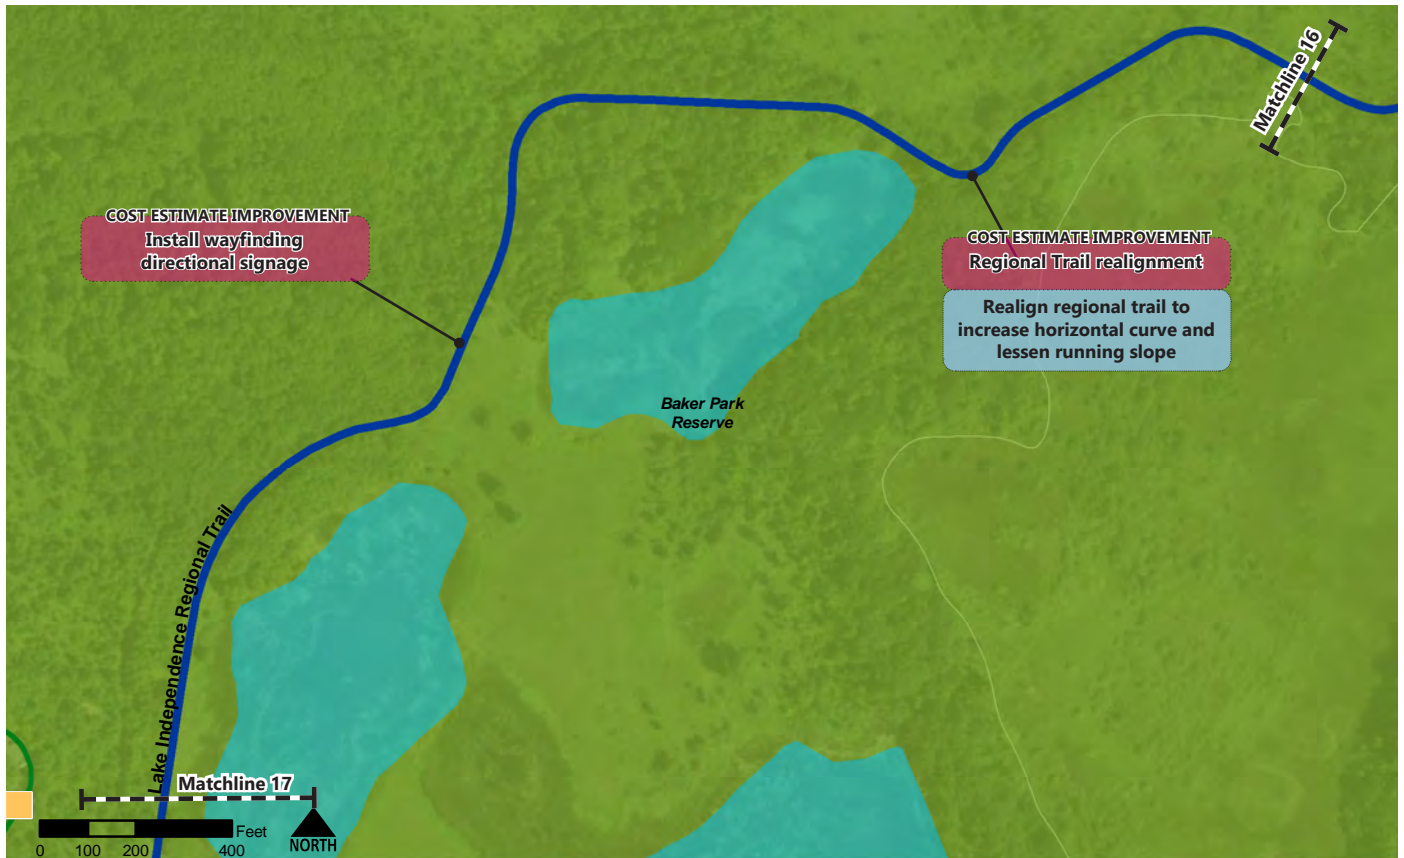 Matchline 16
COST ESTIMATE IMPROVEMENT
Install wayfinding
directional signage
COST ESTIMATE IMPROVEMENT
Regional Trail realignment
Realign regional trail to
increase horizontal curve and
lessen running slope
Baker Park
Reserve
Lake Independence Regional Trail
Matchline 17
Feet
0 100 200 400
NORTH